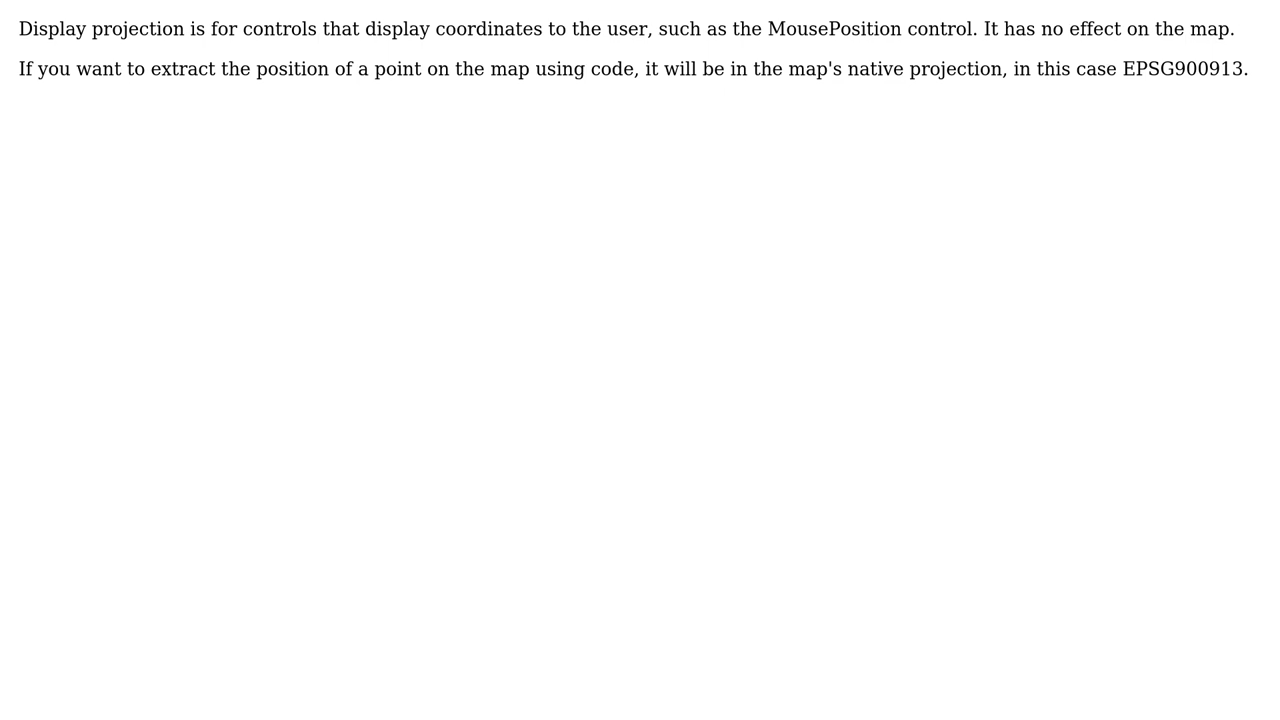 Display projection is for controls that display coordinates to the user, such as the MousePosition control. It has no effect on the map.
If you want to extract the position of a point on the map using code, it will be in the map's native projection, in this case EPSG900913.